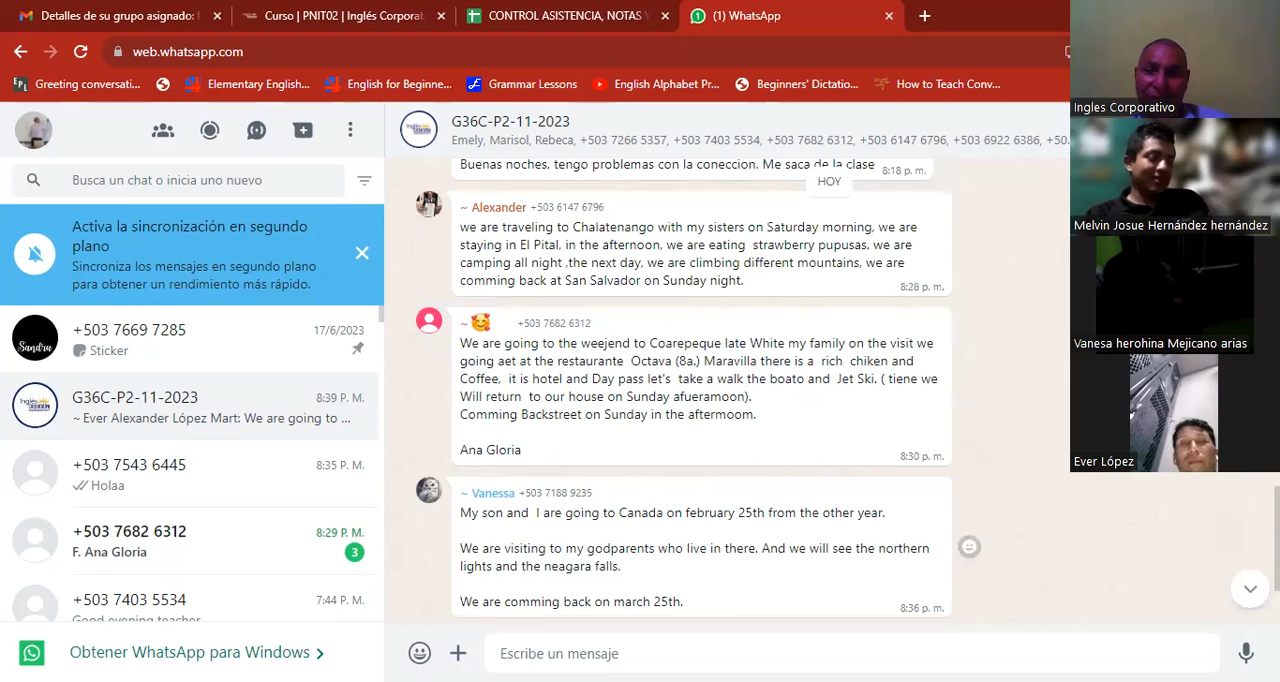 Detalles de su grupo asignado: N
Curso | PNIT02 | Inglés Corporat
CONTROL ASISTENCIA, NOTAS Y
(1) WhatsApp
web.whatsapp.com
Greeting conversati...
Elementary English...
English for Beginne...
Grammar Lessons
English Alphabet Pr...
Beginners' Dictatio...
How to Teach Conv...
Busca un chat o inicia uno nuevo
Activa la sincronización en segundo
plano
Sincroniza los mensajes en segundo plano
para obtener un rendimiento más rápido.
+503 7669 7285
17/6/2023
Sticker
G36C-P2-11-2023
8:39 P. M.
~ Ever Alexander López Mart: We are going to ...
+503 7543 6445
8:35 P. M.
Holaa
+503 7682 6312
8:29 P. M.
F. Ana Gloria
3
+503 7403 5534
7:44 P. M.
Good evening teacher
Obtener WhatsApp para Windows
G36C-P2-11-2023
Emely, Marisol, Rebeca, +503 7266 5357, +503 7403 5534, +503 7682 6312, +503 6147 6796, +503 6922 6386, +50...
Buenas noches, tengo problemas con la coneccion. Me saca de la clase
8:18 p. m.
HOY
~ Alexander +503 6147 6796
we are traveling to Chalatenango with my sisters on Saturday morning, we are
staying in El Pital, in the afternoon, we are eating strawberry pupusas, we are
camping all night ,the next day, we are climbing different mountains, we are
comming back at San Salvador on Sunday night.
8:28 p. m.
~ 🥰 +503 7682 6312
We are going to the weejend to Coarepeque late White my family on the visit we
going aet at the restaurante Octava (8a.) Maravilla there is a rich chiken and
Coffee, it is hotel and Day pass let's take a walk the boato and Jet Ski. ( tiene we
Will return to our house on Sunday afueramoon).
Comming Backstreet on Sunday in the aftermoom.
Ana Gloria
8:30 p. m.
~ Vanessa +503 7188 9235
My son and I are going to Canada on february 25th from the other year.
We are visiting to my godparents who live in there. And we will see the northern
lights and the neagara falls.
We are comming back on march 25th.
8:36 p. m.
Escribe un mensaje
Ingles Corporativo
Melvin Josue Hernández hernández
Vanesa herohina Mejicano arias
Ever López